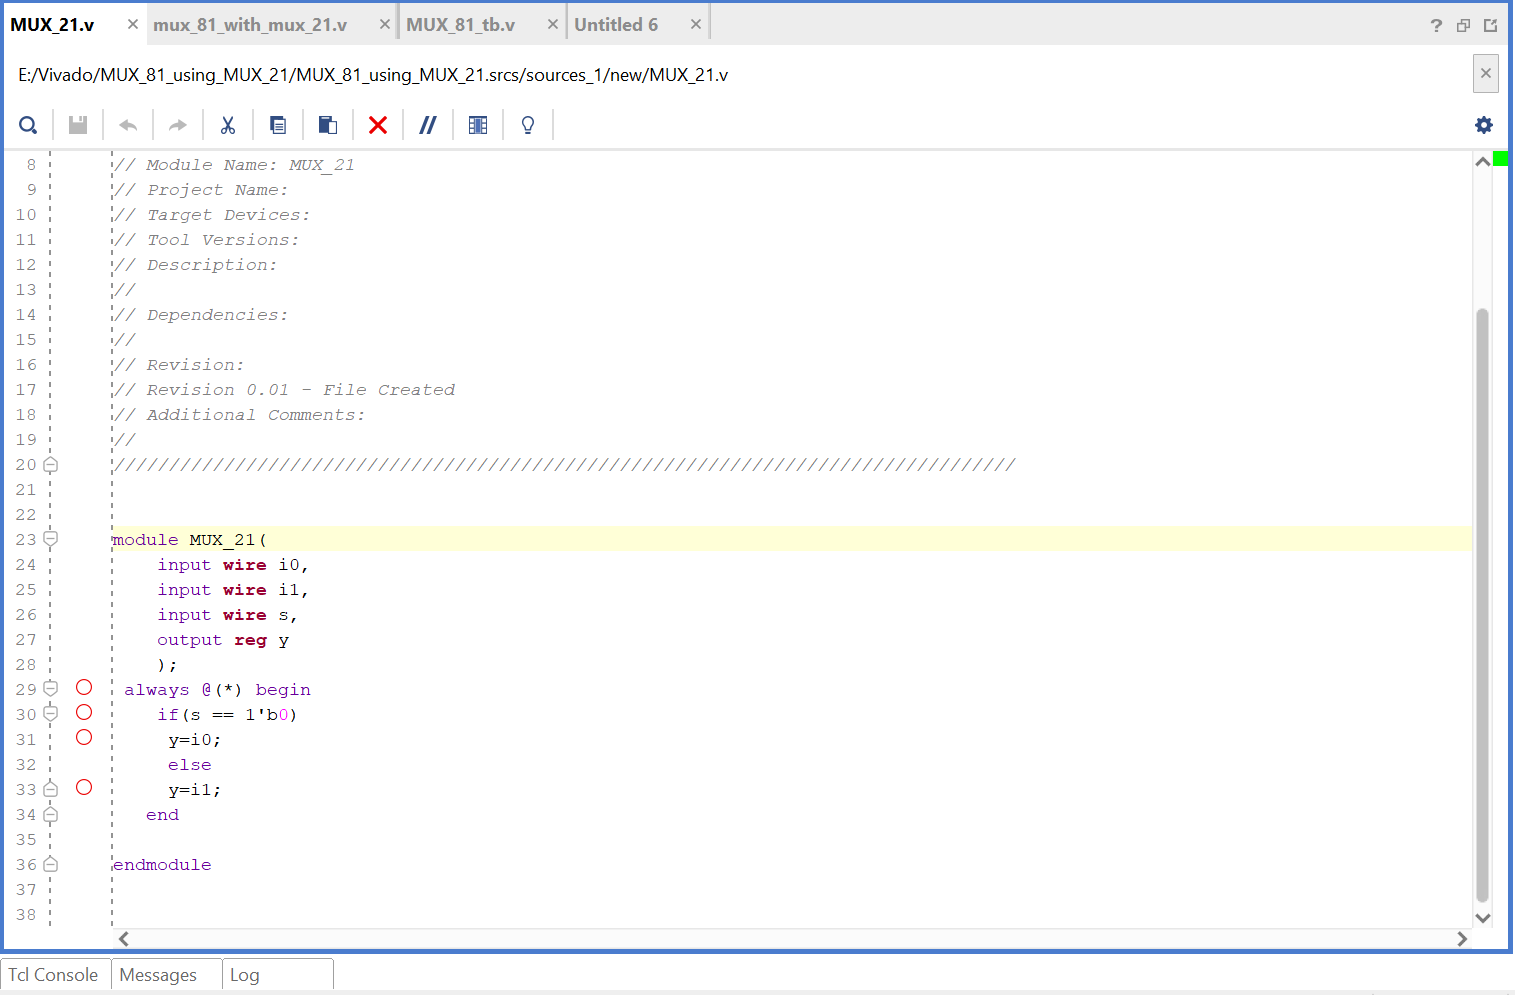 MUX_21.v × mux_81_with_mux_21.v × MUX_81_tb.v × Untitled 6 × ?
E:/Vivado/MUX_81_using_MUX_21/MUX_81_using_MUX_21.srcs/sources_1/new/MUX_21.v ×
8 // Module Name: MUX_21
9 // Project Name:
10 // Target Devices:
11 // Tool Versions:
12 // Description:
13 //
14 // Dependencies:
15 //
16 // Revision:
17 // Revision 0.01 - File Created
18 // Additional Comments:
19 //
20 //////////////////////////////////////////////////////////////////////////////////
21
22
23 module MUX_21(
24 input wire i0,
25 input wire i1,
26 input wire s,
27 output reg y
28 );
29 always @(*) begin
30 if(s == 1'b0)
31 y=i0;
32 else
33 y=i1;
34 end
35
36 endmodule
37
38
Tcl Console Messages Log